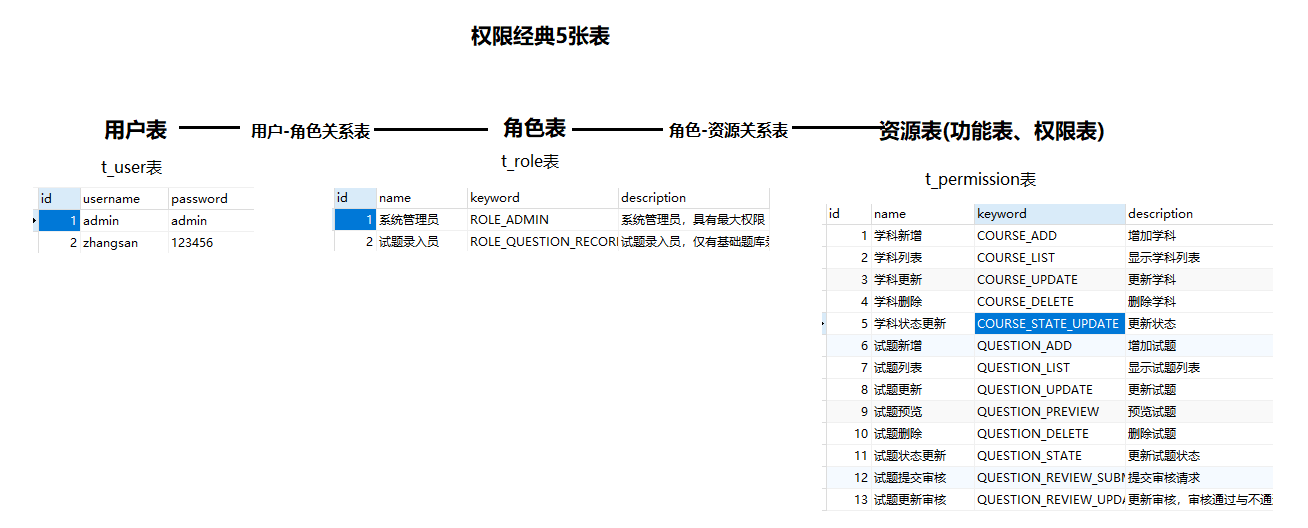 权限经典5张表
用户表 用户-角色关系表 角色表 角色-资源关系表 资源表(功能表、权限表)
t_user表
id username password
1 admin admin
2 zhangsan 123456
t_role表
id name keyword description
1 系统管理员 ROLE_ADMIN 系统管理员，具有最大权限
2 试题录入员 ROLE_QUESTION_RECORI 试题录入员，仅有基础题库
t_permission表
id name keyword description
1 学科新增 COURSE_ADD 增加学科
2 学科列表 COURSE_LIST 显示学科列表
3 学科更新 COURSE_UPDATE 更新学科
4 学科删除 COURSE_DELETE 删除学科
5 学科状态更新 COURSE_STATE_UPDATE 更新状态
6 试题新增 QUESTION_ADD 增加试题
7 试题列表 QUESTION_LIST 显示试题列表
8 试题更新 QUESTION_UPDATE 更新试题
9 试题预览 QUESTION_PREVIEW 预览试题
10 试题删除 QUESTION_DELETE 删除试题
11 试题状态更新 QUESTION_STATE 更新试题状态
12 试题提交审核 QUESTION_REVIEW_SUBM 提交审核请求
13 试题更新审核 QUESTION_REVIEW_UPD 更新审核，审核通过与不通